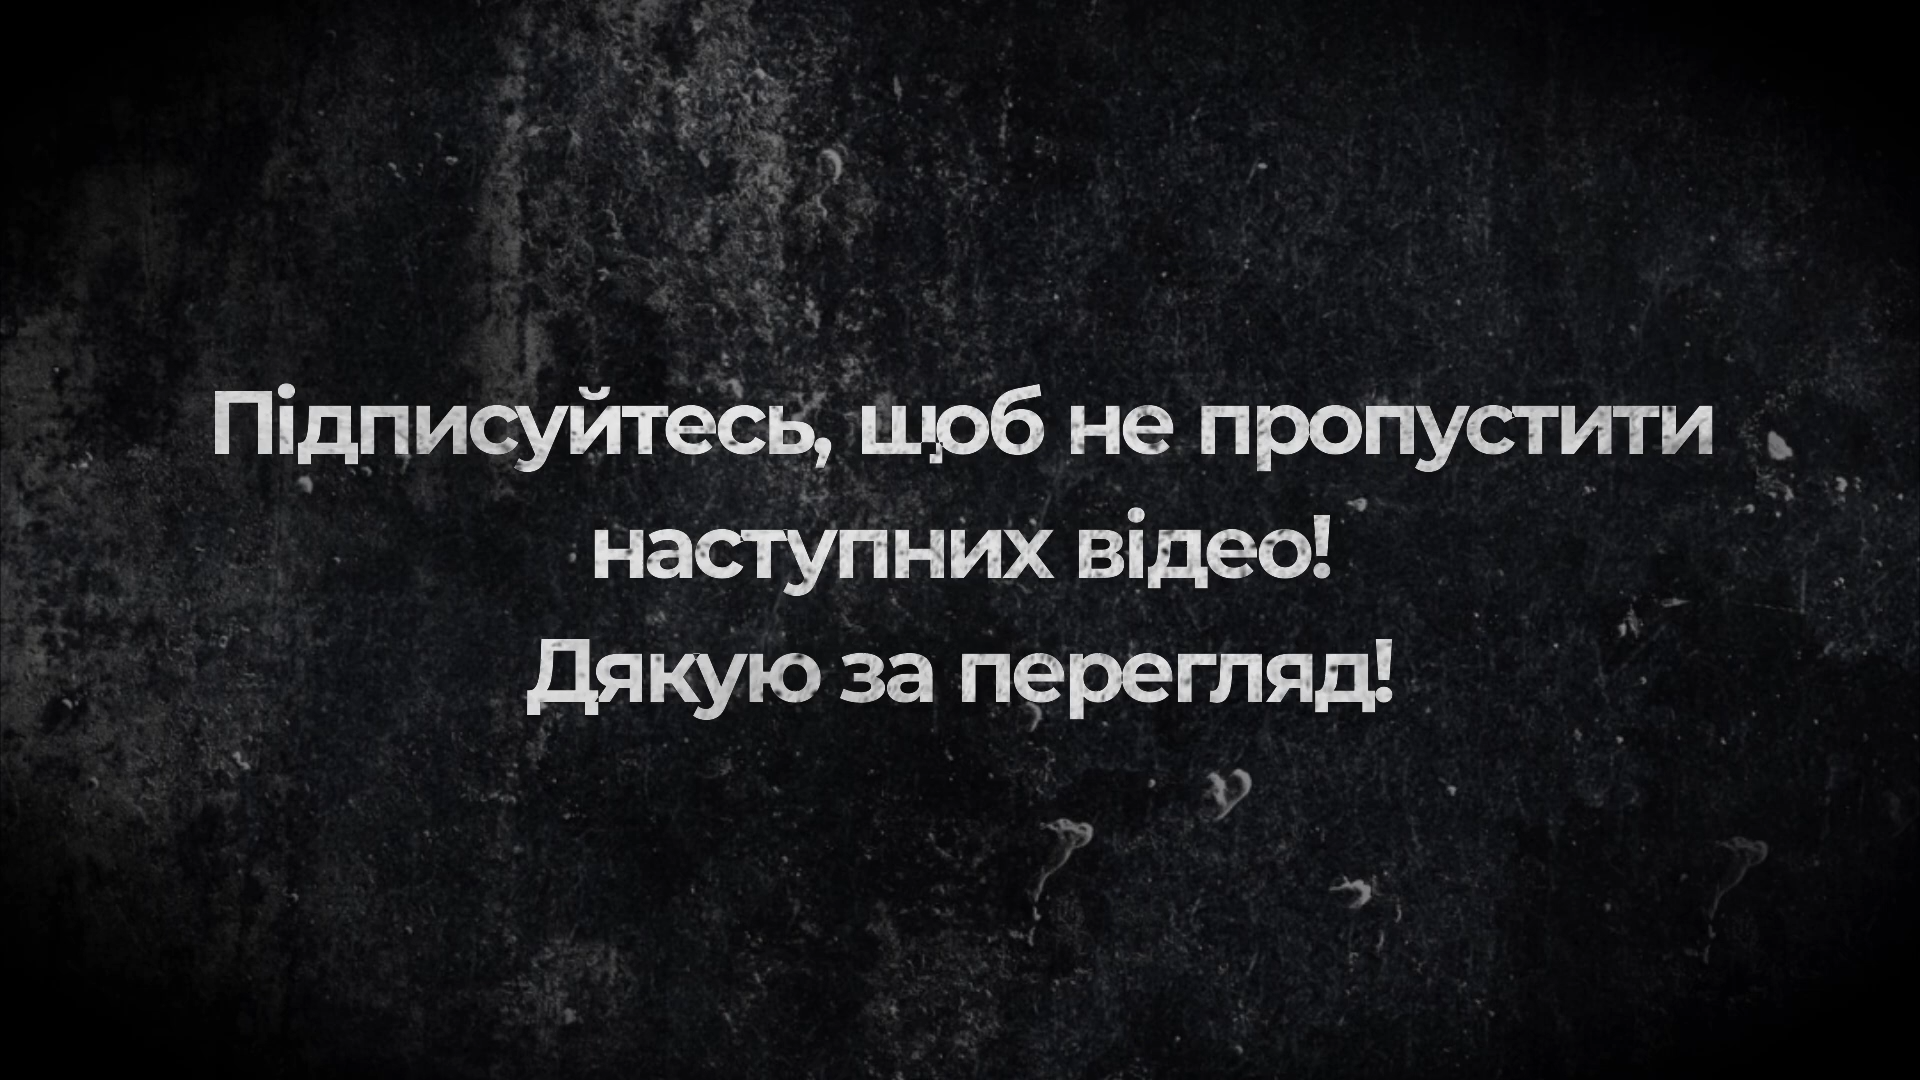 Підписуйтесь, щоб не пропустити
наступних відео!
Дякую за перегляд!